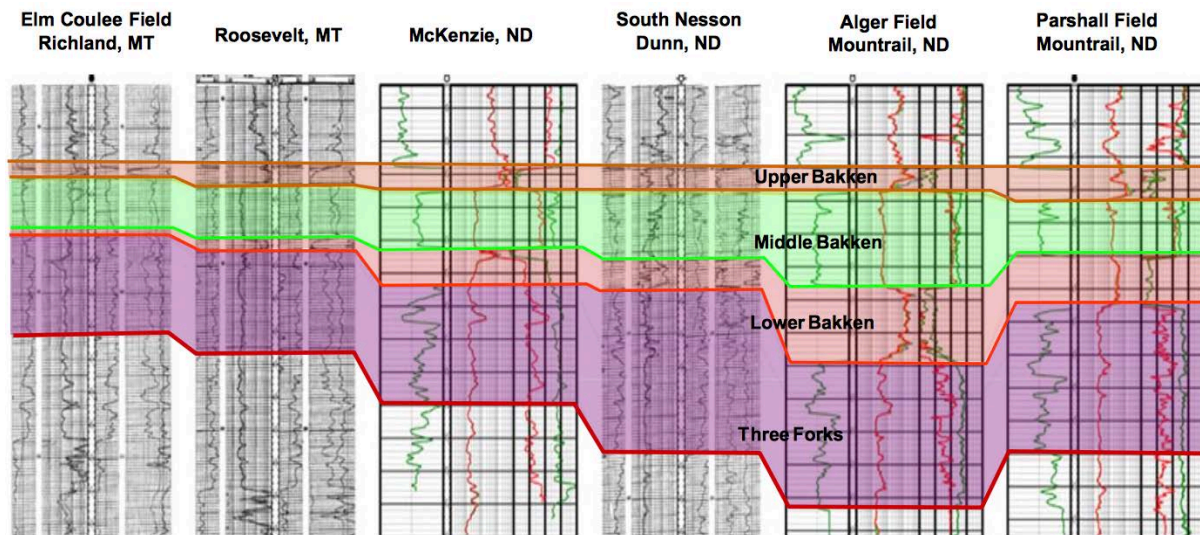 Elm Coulee Field
Richland, MT
Roosevelt, MT
McKenzie, ND
South Nesson
Dunn, ND
Alger Field
Mountrail, ND
Parshall Field
Mountrail, ND
Upper Bakken
Middle Bakken
Lower Bakken
Three Forks